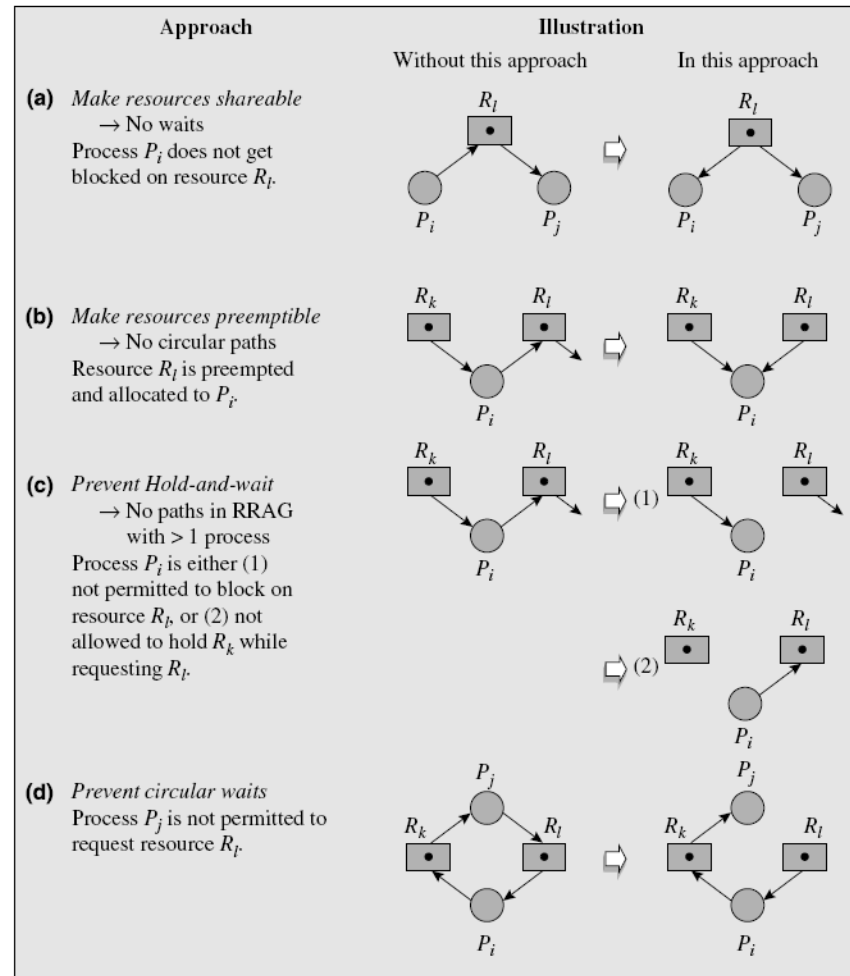 Approach Illustration
Without this approach In this approach
(a) Make resources shareable
→ No waits
Process Pi does not get
blocked on resource Rl.
Rl Rl
Pi Pj Pi Pj
(b) Make resources preemptible
→ No circular paths
Resource Rl is preempted
and allocated to Pi.
Rk Rl Rk Rl
Pi Pi
(c) Prevent Hold-and-wait
→ No paths in RRAG
with > 1 process
Process Pi is either (1)
not permitted to block on
resource Rl, or (2) not
allowed to hold Rk while
requesting Rl.
Rk Rl (1) Rk Rl
Pi Pi
(2) Rk Rl
Pi
(d) Prevent circular waits
Process Pj is not permitted to
request resource Rl.
Pj Pj
Rk Rl Rk Rl
Pi Pi